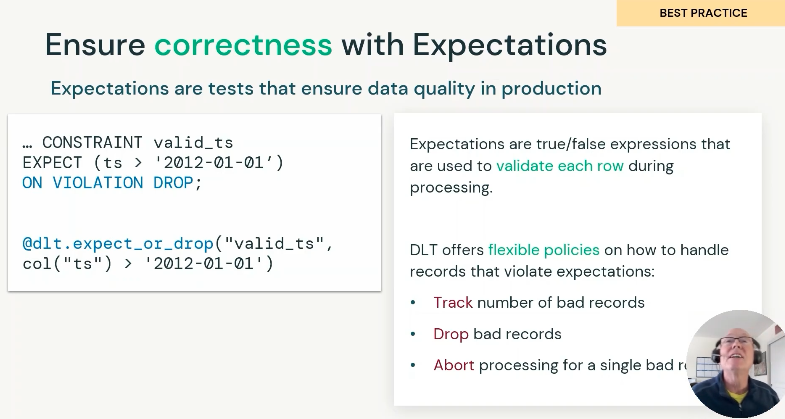 BEST PRACTICE
Ensure correctness with Expectations
Expectations are tests that ensure data quality in production
… CONSTRAINT valid_ts
EXPECT (ts > '2012-01-01’)
ON VIOLATION DROP;
@dlt.expect_or_drop("valid_ts",
col("ts") > '2012-01-01')
Expectations are true/false expressions that
are used to validate each row during
processing.
DLT offers flexible policies on how to handle
records that violate expectations:
• Track number of bad records
• Drop bad records
• Abort processing for a single bad